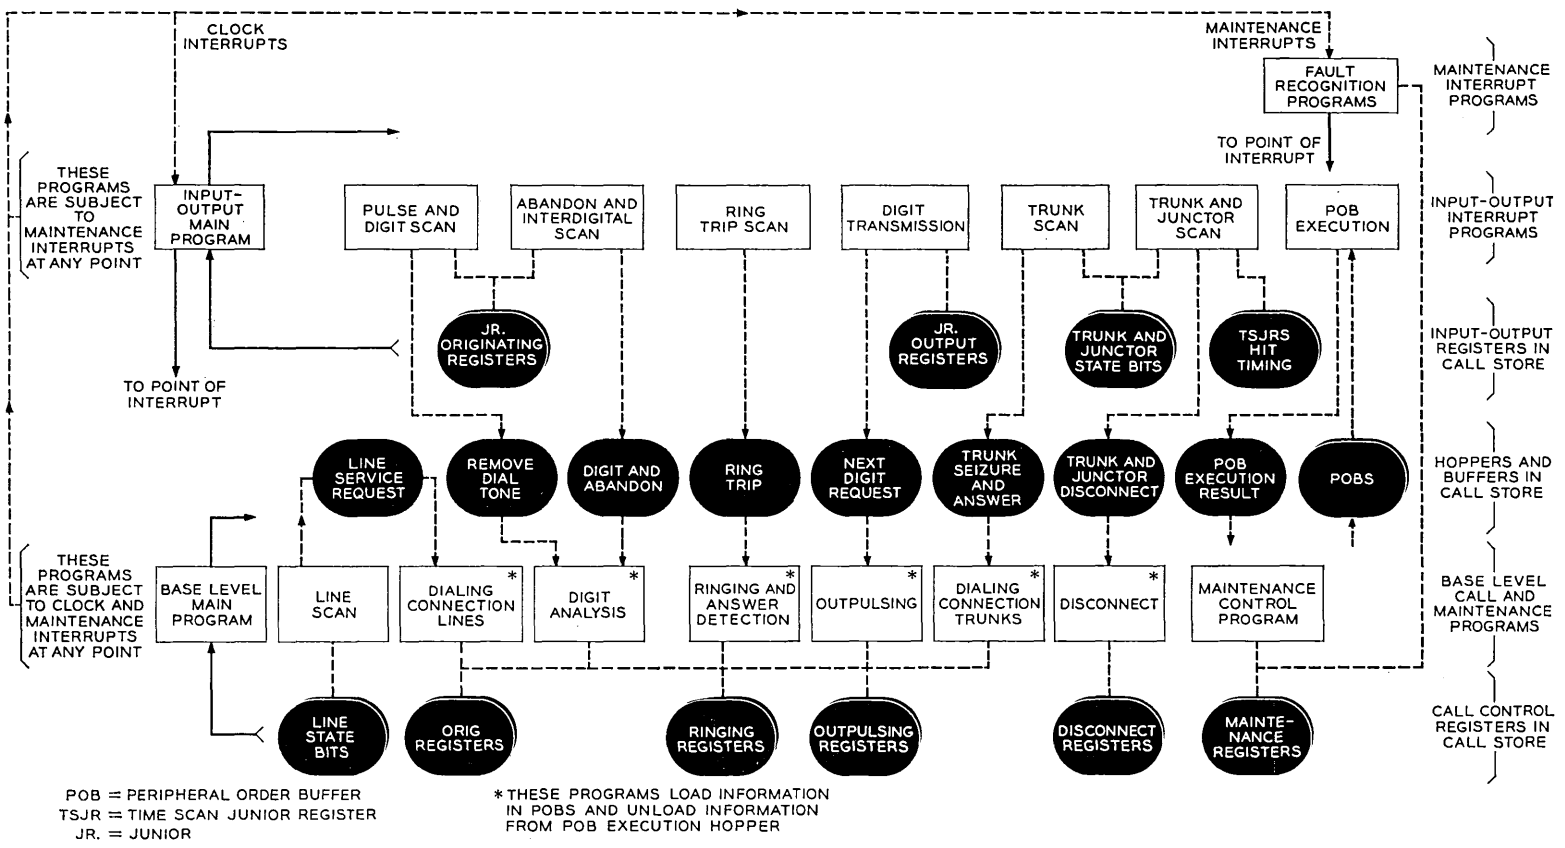 CLOCK
INTERRUPTS
MAINTENANCE
INTERRUPTS
FAULT
RECOGNITION
PROGRAMS
MAINTENANCE
INTERRUPT
PROGRAMS
TO POINT OF
INTERRUPT
THESE
PROGRAMS
ARE SUBJECT
TO
MAINTENANCE
INTERRUPTS
AT ANY POINT
INPUT-
OUTPUT
MAIN
PROGRAM
PULSE AND
DIGIT SCAN
ABANDON AND
INTERDIGITAL
SCAN
RING
TRIP SCAN
DIGIT
TRANSMISSION
TRUNK
SCAN
TRUNK AND
JUNCTOR
SCAN
POB
EXECUTION
INPUT-OUTPUT
INTERRUPT
PROGRAMS
JR.
ORIGINATING
REGISTERS
JR.
OUTPUT
REGISTERS
TRUNK AND
JUNCTOR
STATE BITS
TSJRS
HIT
TIMING
INPUT-OUTPUT
REGISTERS IN
CALL STORE
TO POINT OF
INTERRUPT
LINE
SERVICE
REQUEST
REMOVE
DIAL
TONE
DIGIT AND
ABANDON
RING
TRIP
NEXT
DIGIT
REQUEST
TRUNK
SEIZURE
AND
ANSWER
TRUNK AND
JUNCTOR
DISCONNECT
POB
EXECUTION
RESULT
POBS
HOPPERS AND
BUFFERS IN
CALL STORE
THESE
PROGRAMS
ARE SUBJECT
TO CLOCK AND
MAINTENANCE
INTERRUPTS
AT ANY POINT
BASE LEVEL
MAIN
PROGRAM
LINE
SCAN
DIALING
CONNECTION
LINES
*
DIGIT
ANALYSIS
*
RINGING AND
ANSWER
DETECTION
*
OUTPULSING
*
DIALING
CONNECTION
TRUNKS
*
DISCONNECT
*
MAINTENANCE
CONTROL
PROGRAM
BASE LEVEL
CALL AND
MAINTENANCE
PROGRAMS
LINE
STATE
BITS
ORIG
REGISTERS
RINGING
REGISTERS
OUTPULSING
REGISTERS
DISCONNECT
REGISTERS
MAINTE-
NANCE
REGISTERS
CALL CONTROL
REGISTERS IN
CALL STORE
POB = PERIPHERAL ORDER BUFFER
TSJR = TIME SCAN JUNIOR REGISTER
JR. = JUNIOR
* THESE PROGRAMS LOAD INFORMATION
IN POBS AND UNLOAD INFORMATION
FROM POB EXECUTION HOPPER